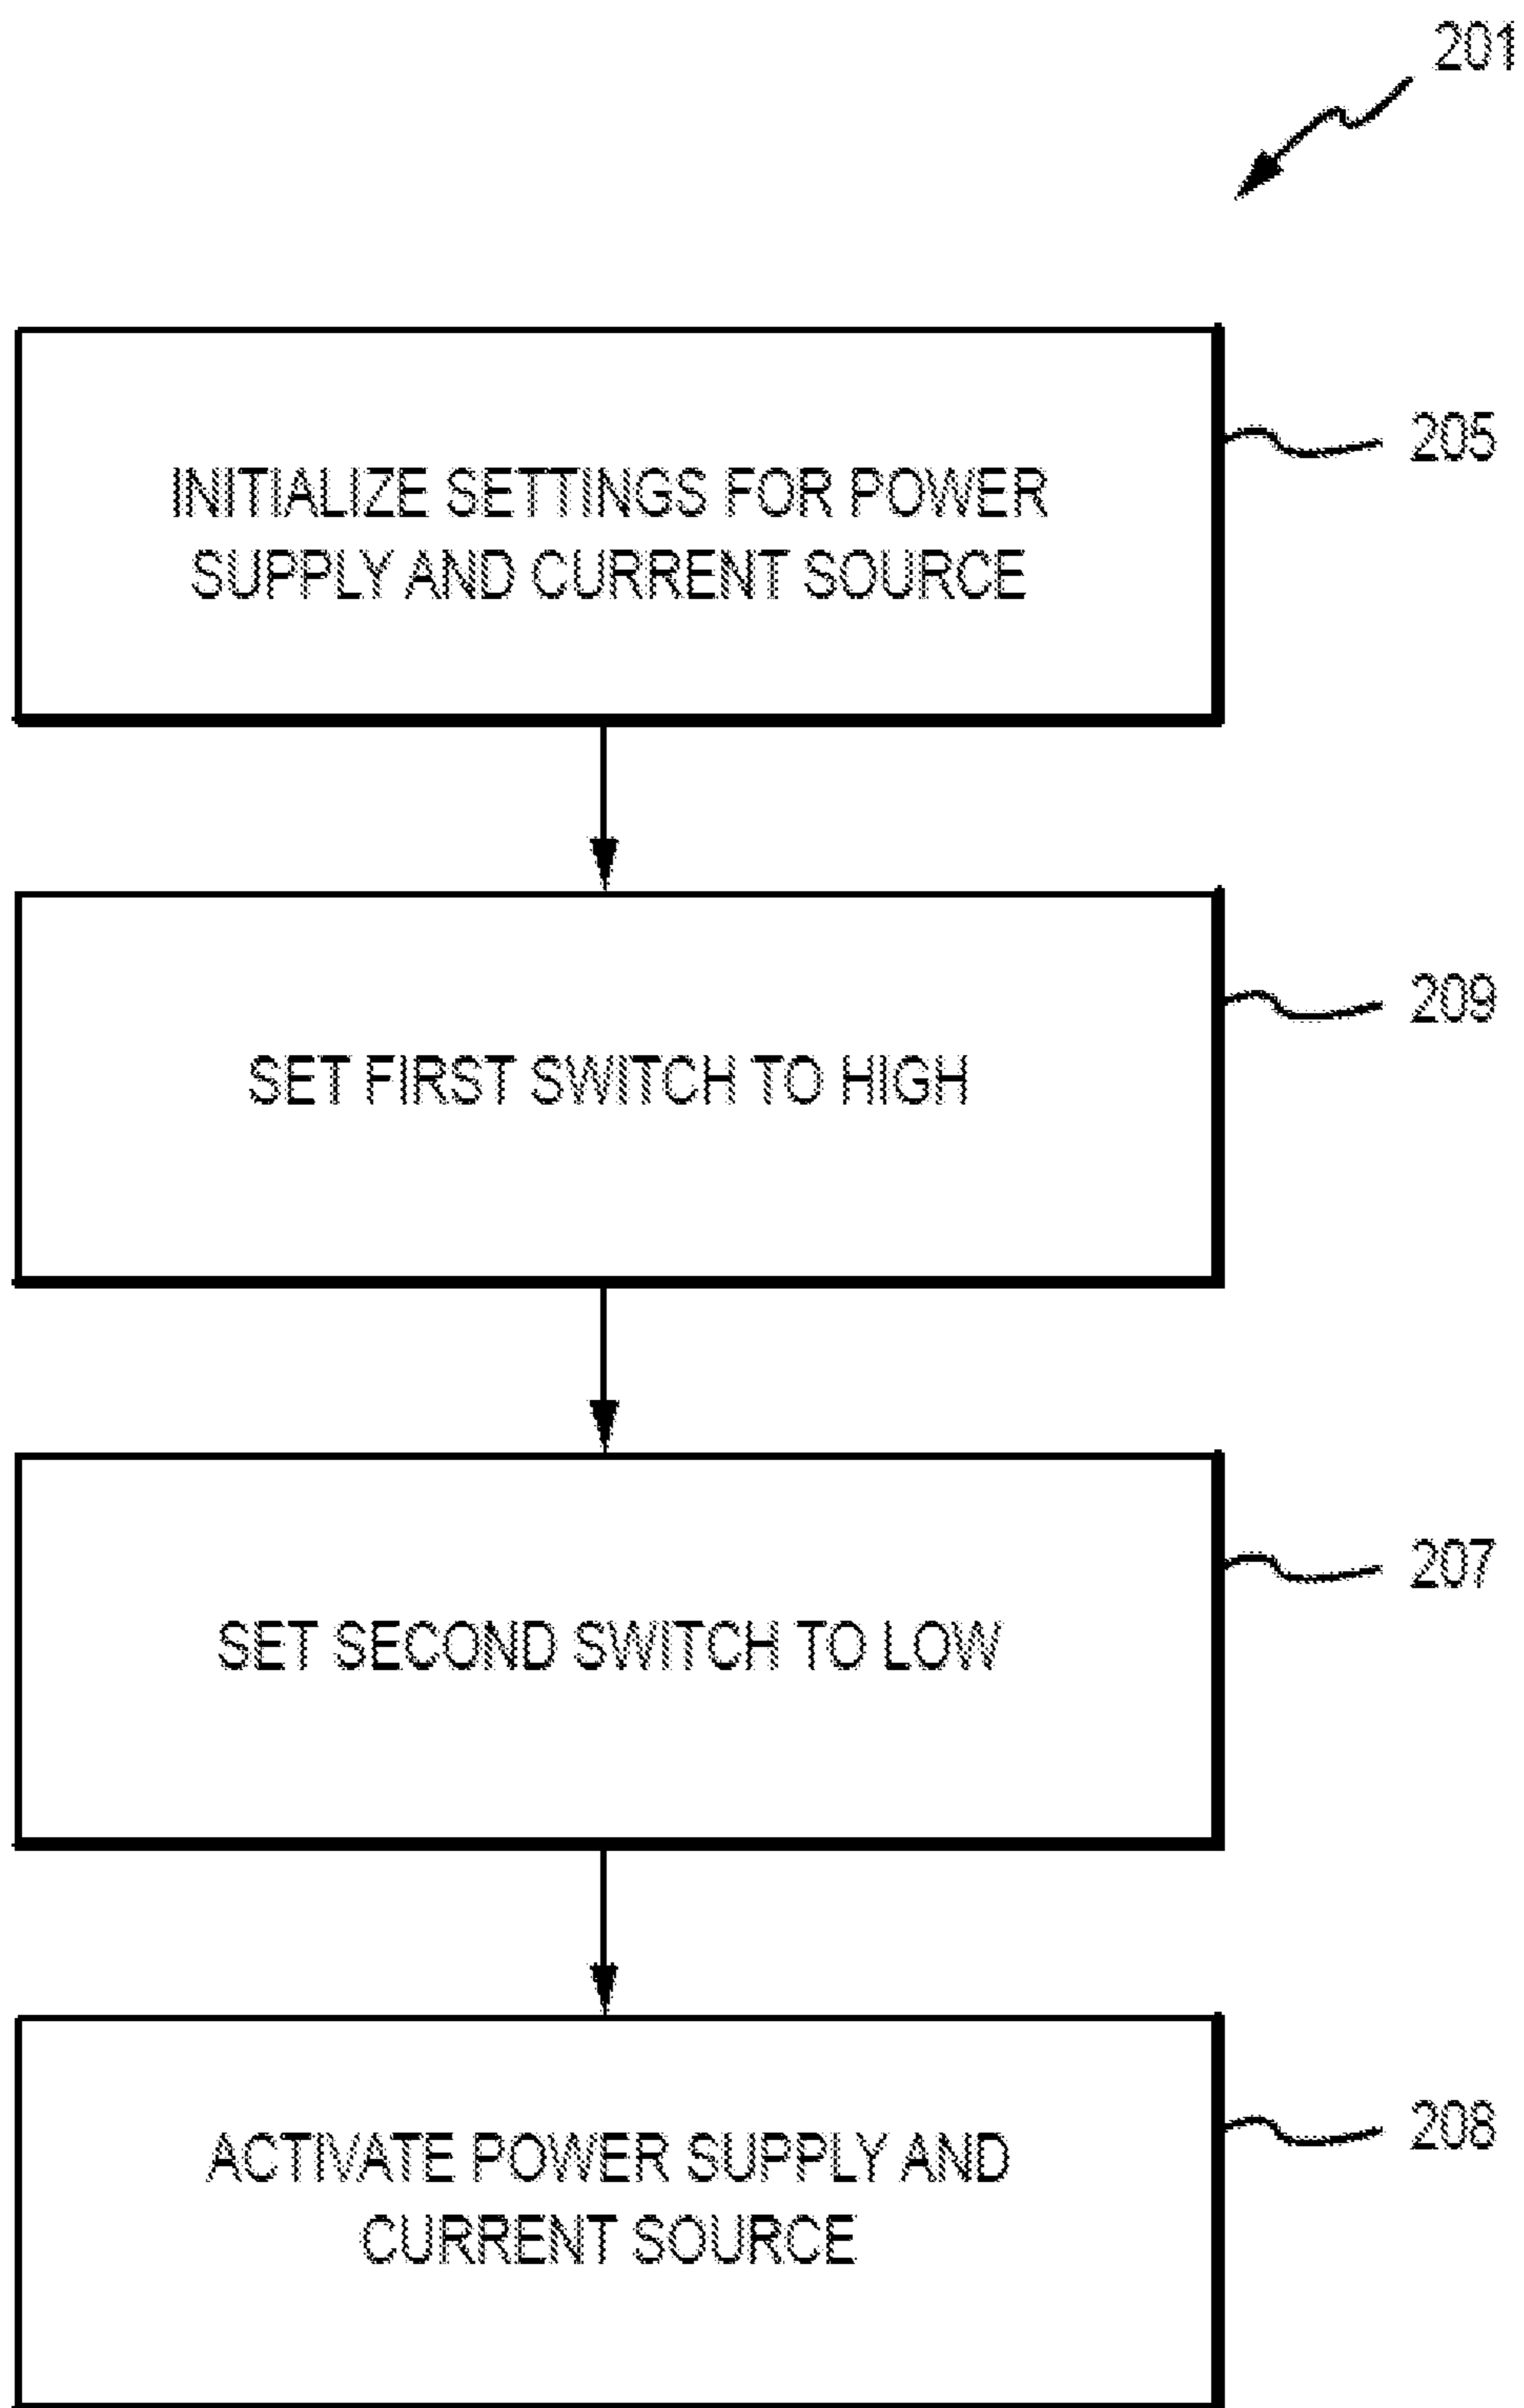 201
INITIALIZE SETTINGS FOR POWER
SUPPLY AND CURRENT SOURCE
205
SET FIRST SWITCH TO HIGH
209
SET SECOND SWITCH TO LOW
207
ACTIVATE POWER SUPPLY AND
CURRENT SOURCE
208